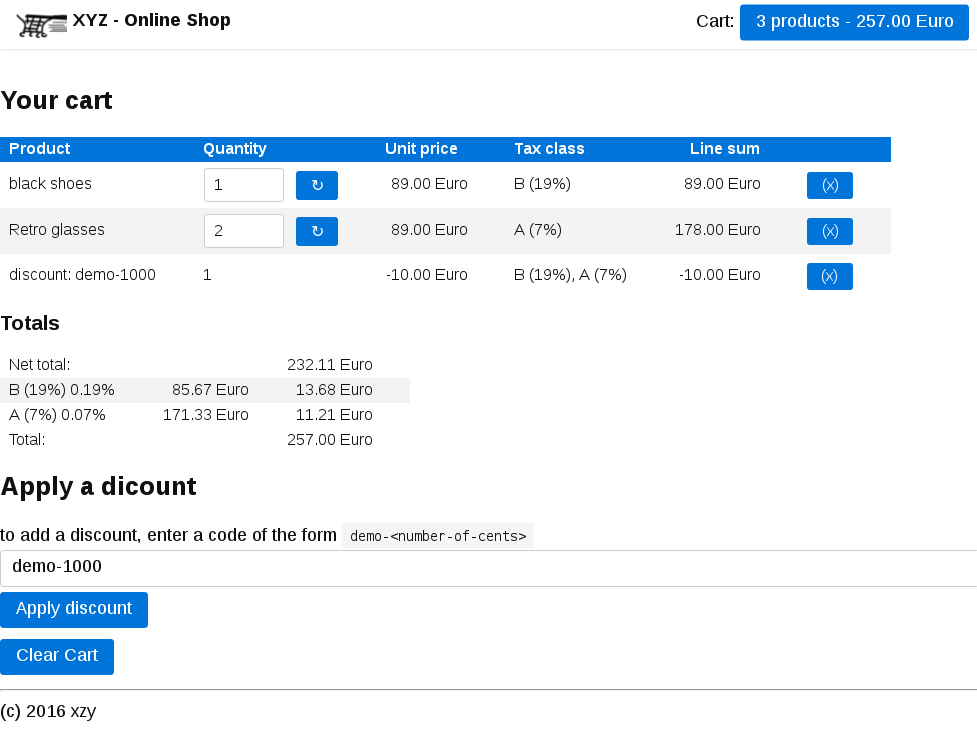 XYZ - Online Shop Cart: 3 products - 257.00 Euro
Your cart
Product Quantity Unit price Tax class Line sum
black shoes 1 ↻ 89.00 Euro B (19%) 89.00 Euro (x)
Retro glasses 2 ↻ 89.00 Euro A (7%) 178.00 Euro (x)
discount: demo-1000 1 -10.00 Euro B (19%), A (7%) -10.00 Euro (x)
Totals
Net total: 232.11 Euro
B (19%) 0.19% 85.67 Euro 13.68 Euro
A (7%) 0.07% 171.33 Euro 11.21 Euro
Total: 257.00 Euro
Apply a dicount
to add a discount, enter a code of the form demo-<number-of-cents>
demo-1000
Apply discount
Clear Cart
(c) 2016 xzy